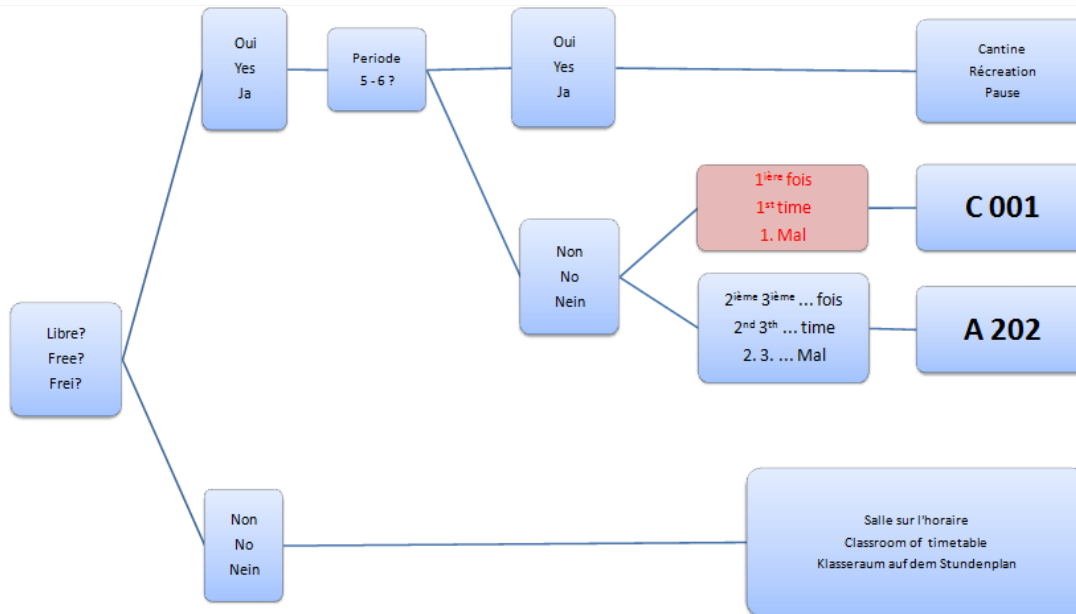 Libre?
Free?
Frei?
Oui
Yes
Ja
Periode
5 - 6 ?
Oui
Yes
Ja
Cantine
Récreation
Pause
Non
No
Nein
1ière fois
1st time
1. Mal
C 001
2ième 3ième ... fois
2nd 3th ... time
2. 3. ... Mal
A 202
Non
No
Nein
Salle sur l'horaire
Classroom of timetable
Klasseraum auf dem Stundenplan